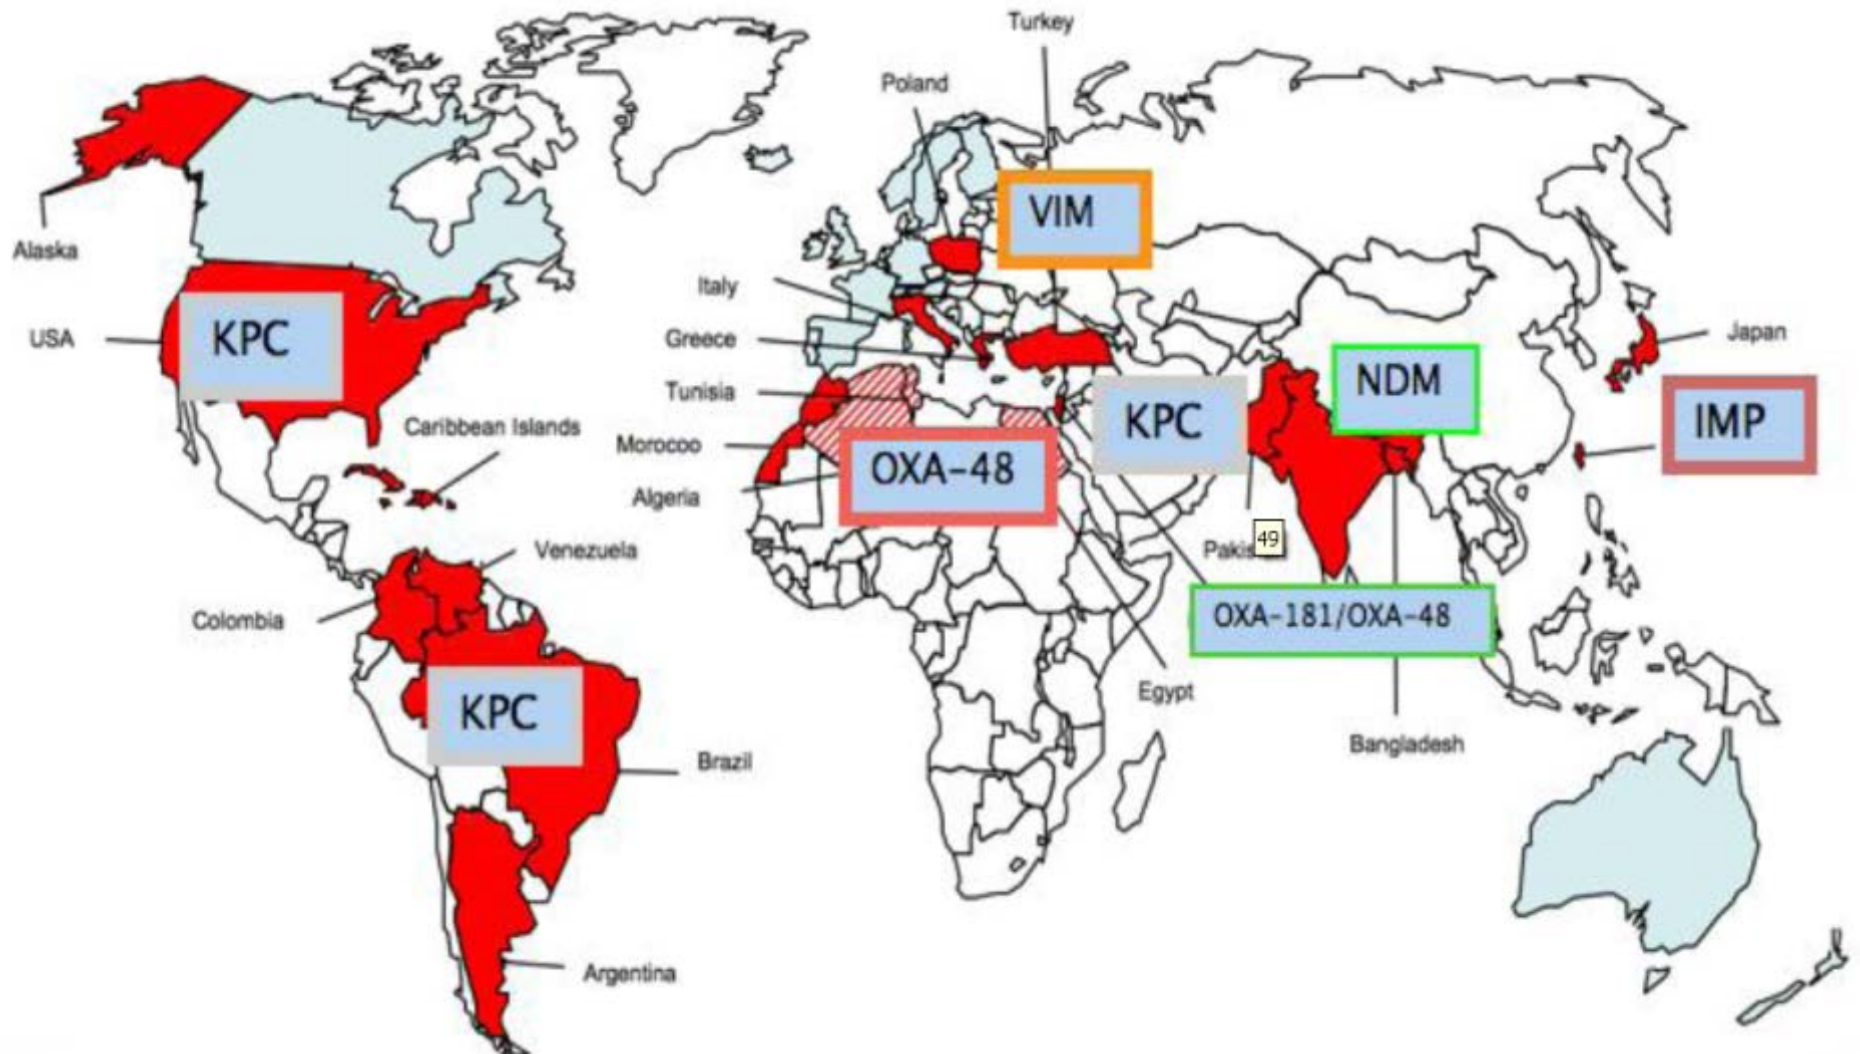 Turkey
Poland
VIM
Alaska
Italy
USA
KPC
Greece
Japan
NDM
Tunisia
KPC
IMP
Caribbean Islands
Morocoo
OXA-48
Algeria
49
Pakis
Venezuela
Colombia
OXA-181/OXA-48
Egypt
KPC
Bangladesh
Brazil
Argentina